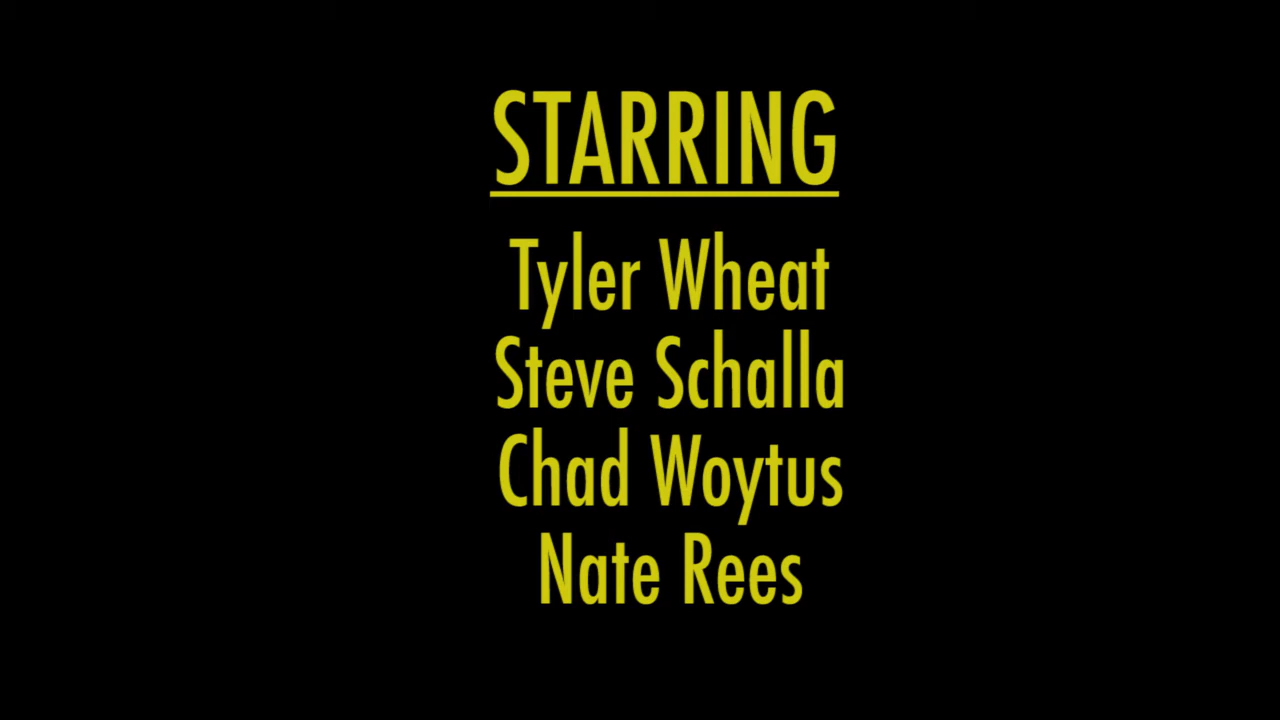 STARRING
Tyler Wheat
Steve Schalla
Chad Woytus
Nate Rees